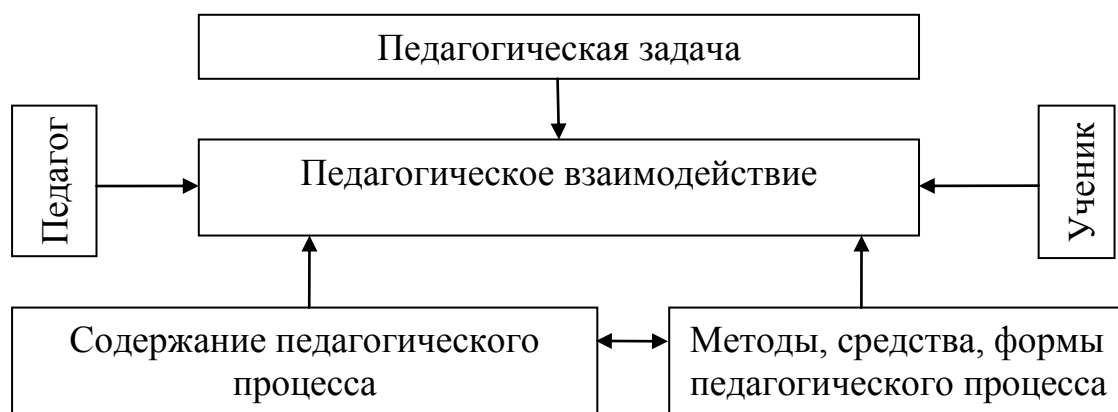 Педагогическая задача
Педагог
Педагогическое взаимодействие
Ученик
Содержание педагогического
процесса
Методы, средства, формы
педагогического процесса